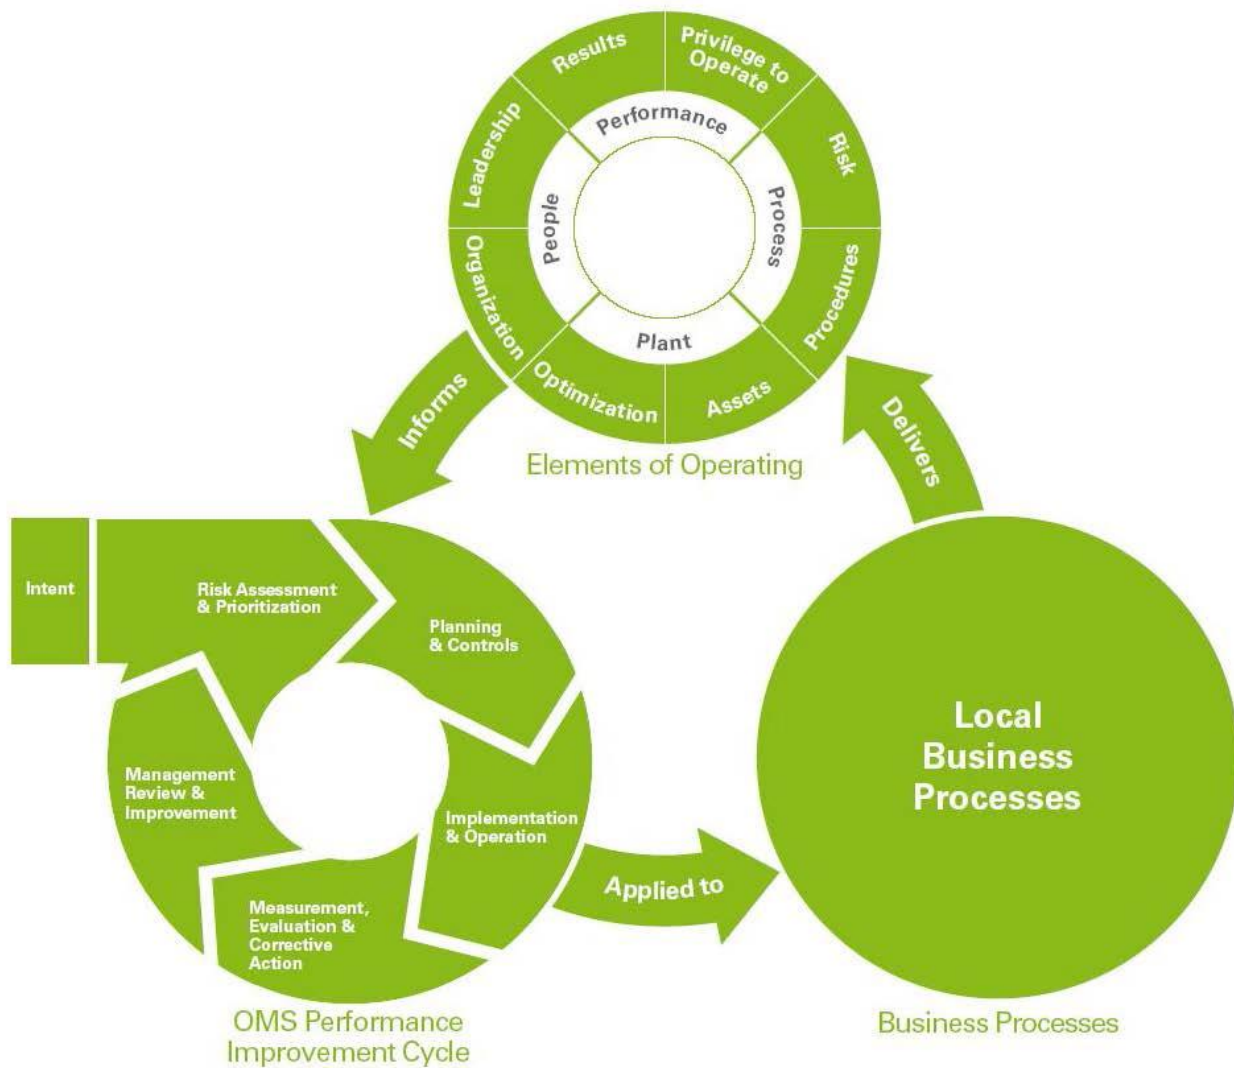 Results
Privilege to
Operate
Leadership
Performance
Risk
People
Process
Organization
Plant
Procedures
Optimization
Assets
Informs
Delivers
Elements of Operating
Intent
Risk Assessment
& Prioritization
Planning
& Controls
Management
Review &
Improvement
Implementation
& Operation
Measurement,
Evaluation &
Corrective
Action
Applied to
Local
Business
Processes
OMS Performance
Improvement Cycle
Business Processes